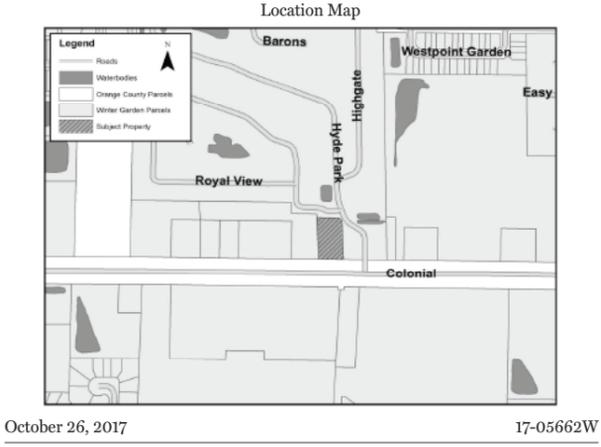 Location Map
Legend
N
Roads
Waterbodies
Orange County Parcels
Winter Garden Parcels
Subject Property
Barons
Westpoint Garden
Highgate
Easy
Hyde Park
Royal View
Colonial
October 26, 2017
17-05662W